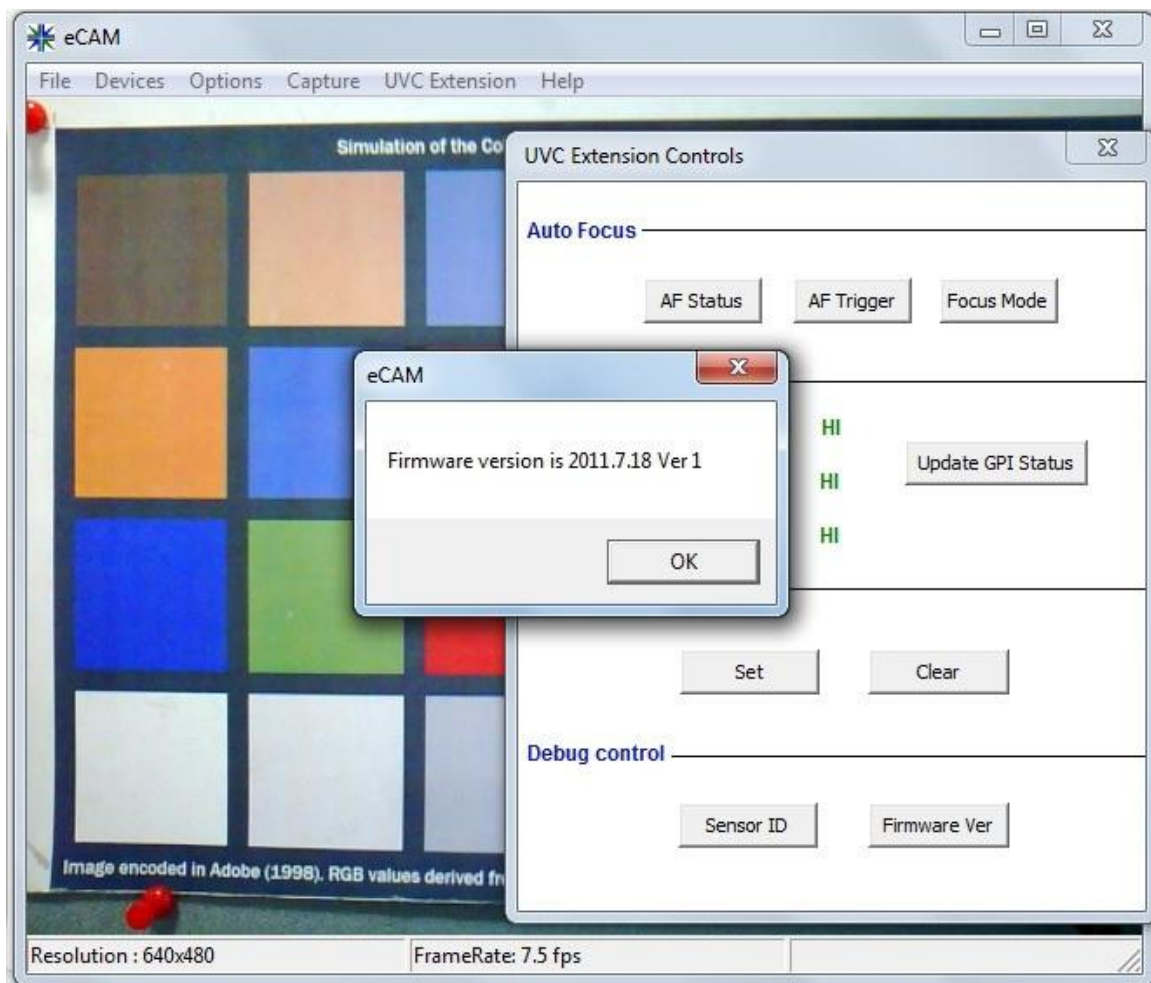 eCAM
File Devices Options Capture UVC Extension Help
Simulation of the Co
UVC Extension Controls
Auto Focus
AF Status AF Trigger Focus Mode
eCAM
Firmware version is 2011.7.18 Ver 1
OK
HI
HI
HI
Update GPI Status
Set Clear
Debug control
Sensor ID Firmware Ver
Image encoded in Adobe (1998). RGB values derived fr
Resolution : 640x480 FrameRate: 7.5 fps